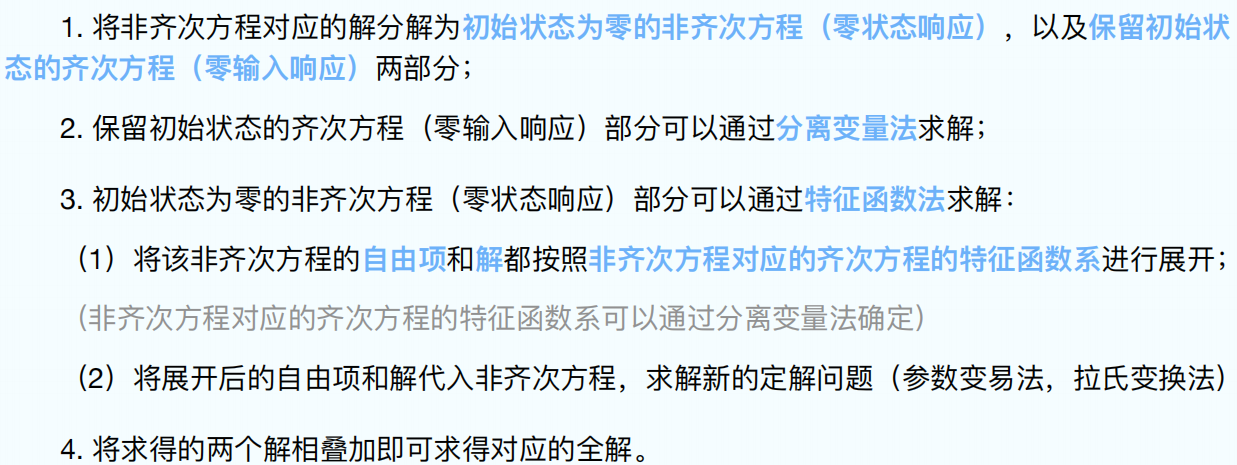 1. 将非齐次方程对应的解分解为初始状态为零的非齐次方程（零状态响应），以及保留初始状
态的齐次方程（零输入响应）两部分；
2. 保留初始状态的齐次方程（零输入响应）部分可以通过分离变量法求解；
3. 初始状态为零的非齐次方程（零状态响应）部分可以通过特征函数法求解：
（1）将该非齐次方程的自由项和解都按照非齐次方程对应的齐次方程的特征函数系进行展开；
（非齐次方程对应的齐次方程的特征函数系可以通过分离变量法确定）
（2）将展开后的自由项和解代入非齐次方程，求解新的定解问题（参数变易法，拉氏变换法）
4. 将求得的两个解相叠加即可求得对应的全解。